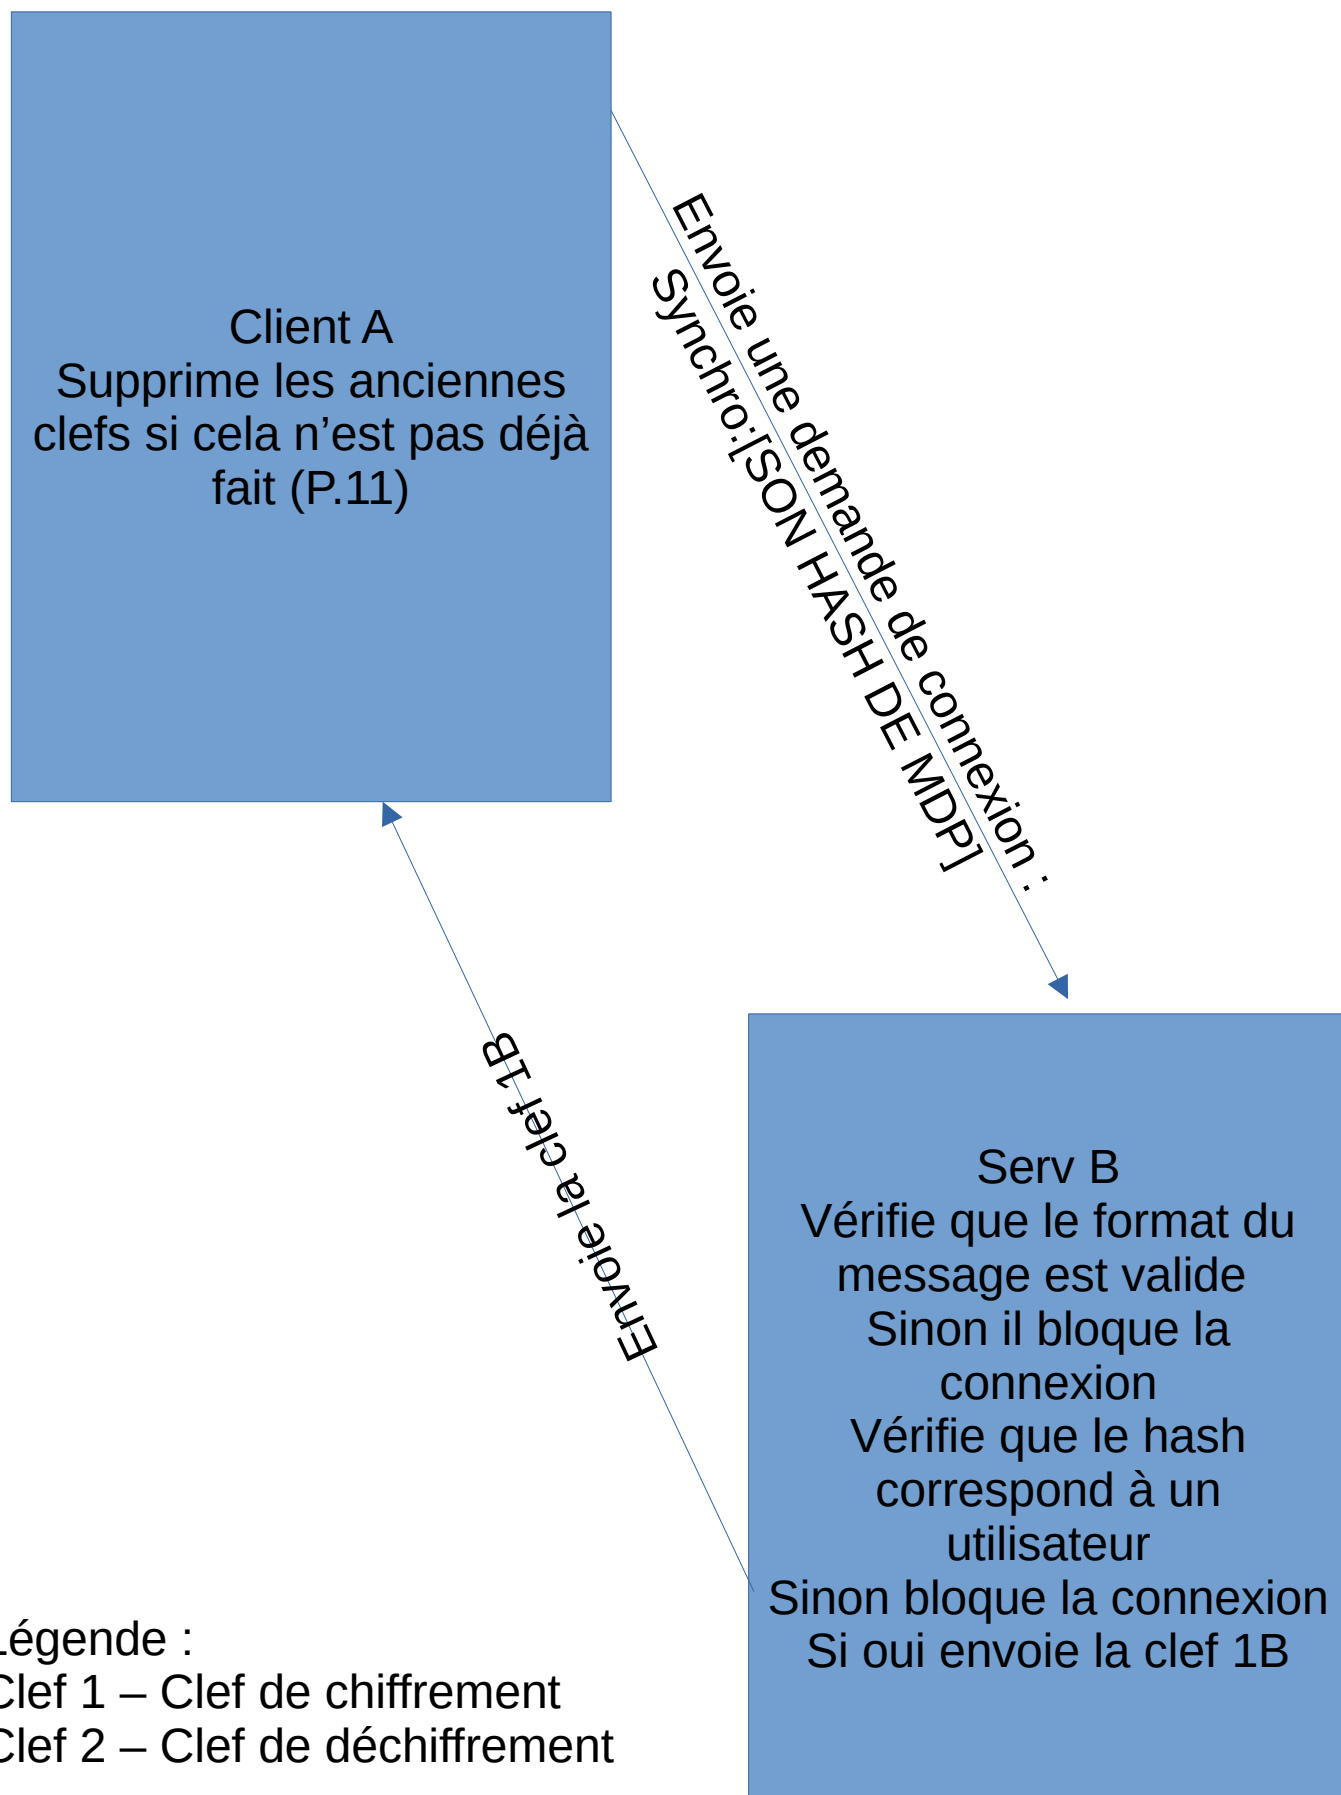 Client A
Supprime les anciennes
clefs si cela n’est pas déjà
fait (P.11)
Envoie une demande de connexion :
Synchro:[SON HASH DE MDP]
Envoie la clef 1B
Serv B
Vérifie que le format du
message est valide
Sinon il bloque la
connexion
Vérifie que le hash
correspond à un
utilisateur
Sinon bloque la connexion
Si oui envoie la clef 1B
Légende :
Clef 1 – Clef de chiffrement
Clef 2 – Clef de déchiffrement